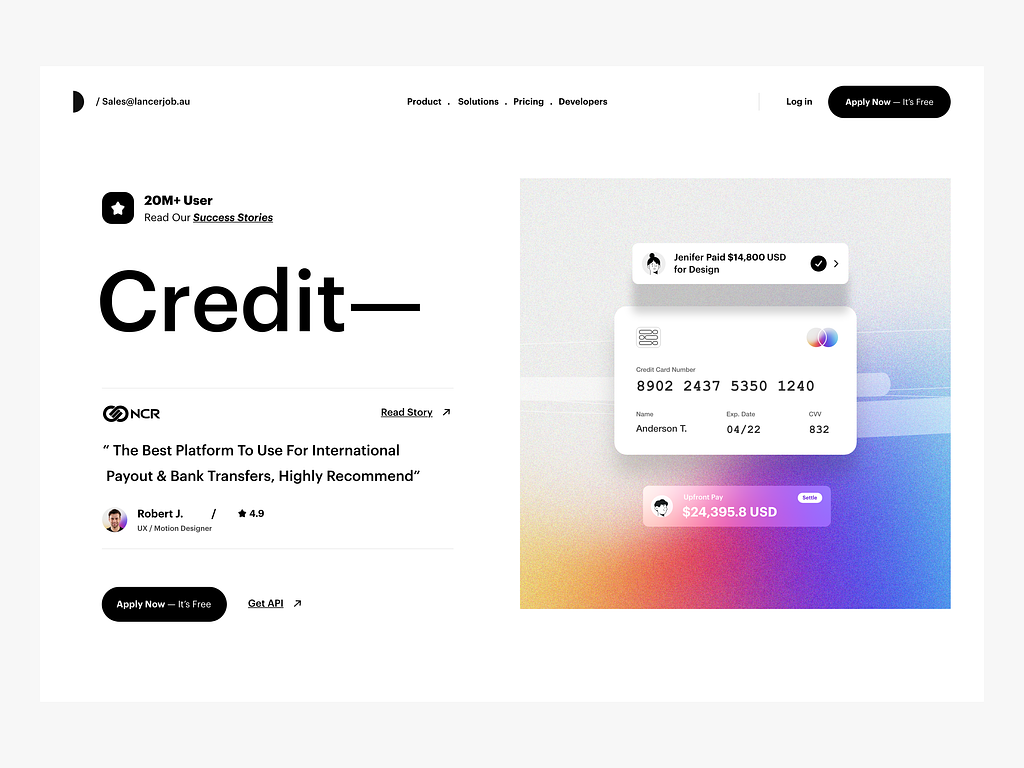 / Sales@lancerjob.au
Product . Solutions . Pricing . Developers
Log in
Apply Now — It's Free
20M+ User
Read Our Success Stories
Credit—
NCR
Read Story
“ The Best Platform To Use For International
Payout & Bank Transfers, Highly Recommend”
Robert J. / 4.9
UX / Motion Designer
Apply Now — It's Free
Get API
Jenifer Paid $14,800 USD
for Design
Credit Card Number
8902 2437 5350 1240
Name Exp. Date CVV
Anderson T. 04/22 832
Upfront Pay
Settle
$24,395.8 USD